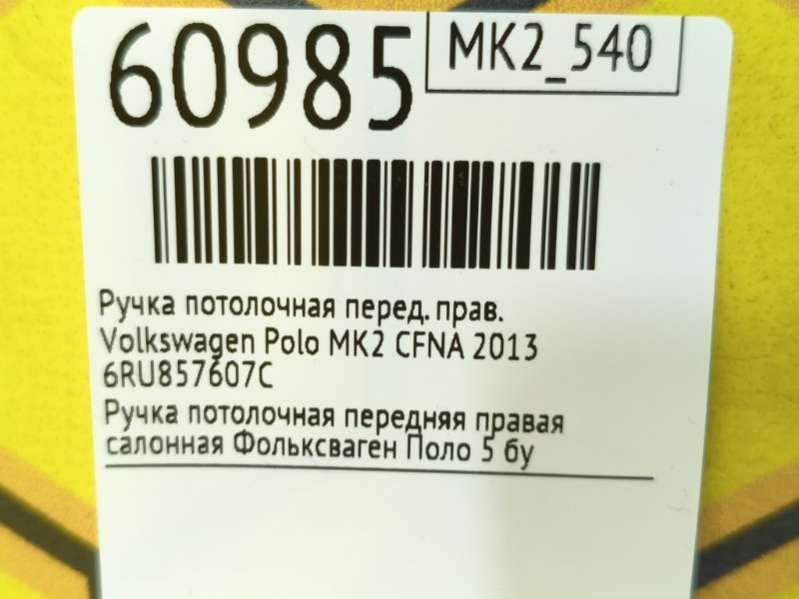 60985
MK2_540
Ручка потолочная перед. прав.
Volkswagen Polo MK2 CFNA 2013
6RU857607C
Ручка потолочная передняя правая
салонная Фольксваген Поло 5 бу